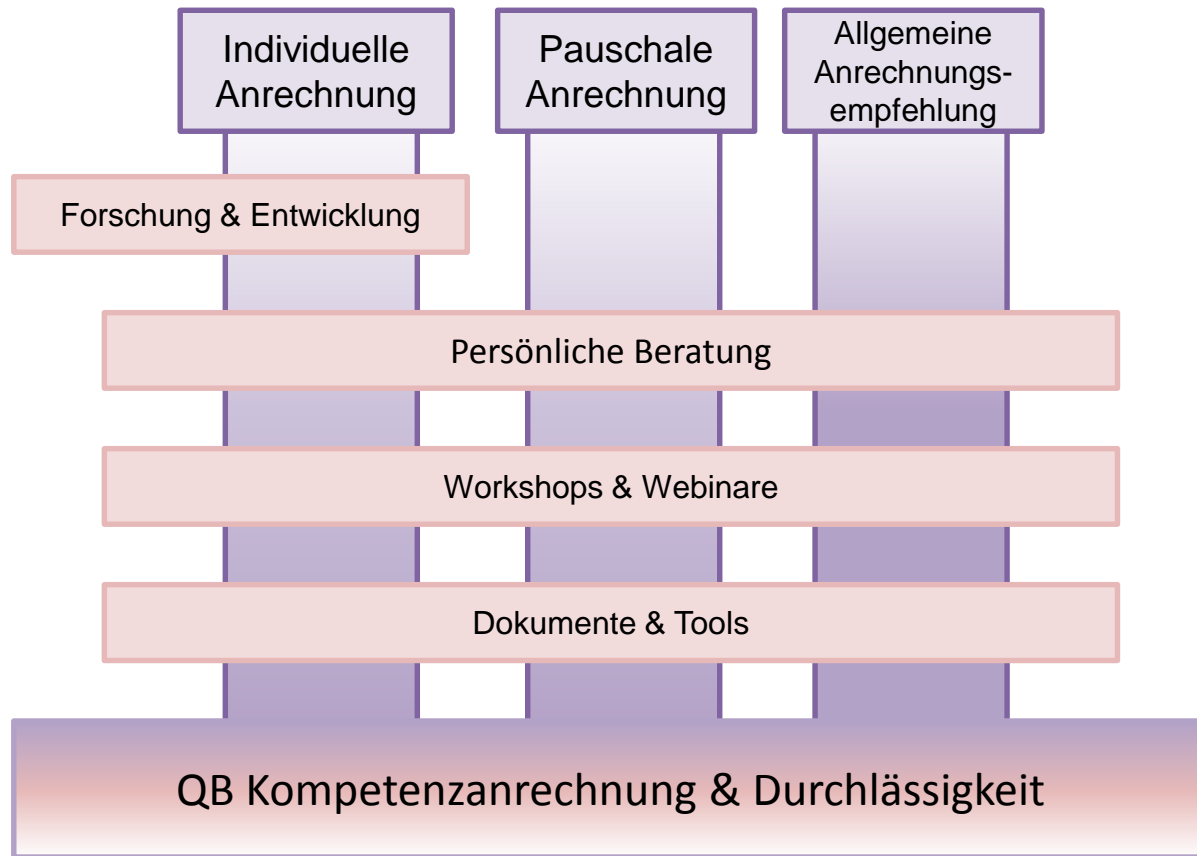 Individuelle
Anrechnung
Pauschale
Anrechnung
Allgemeine
Anrechnungs-
empfehlung
Forschung & Entwicklung
Persönliche Beratung
Workshops & Webinare
Dokumente & Tools
QB Kompetenzanrechnung & Durchlässigkeit